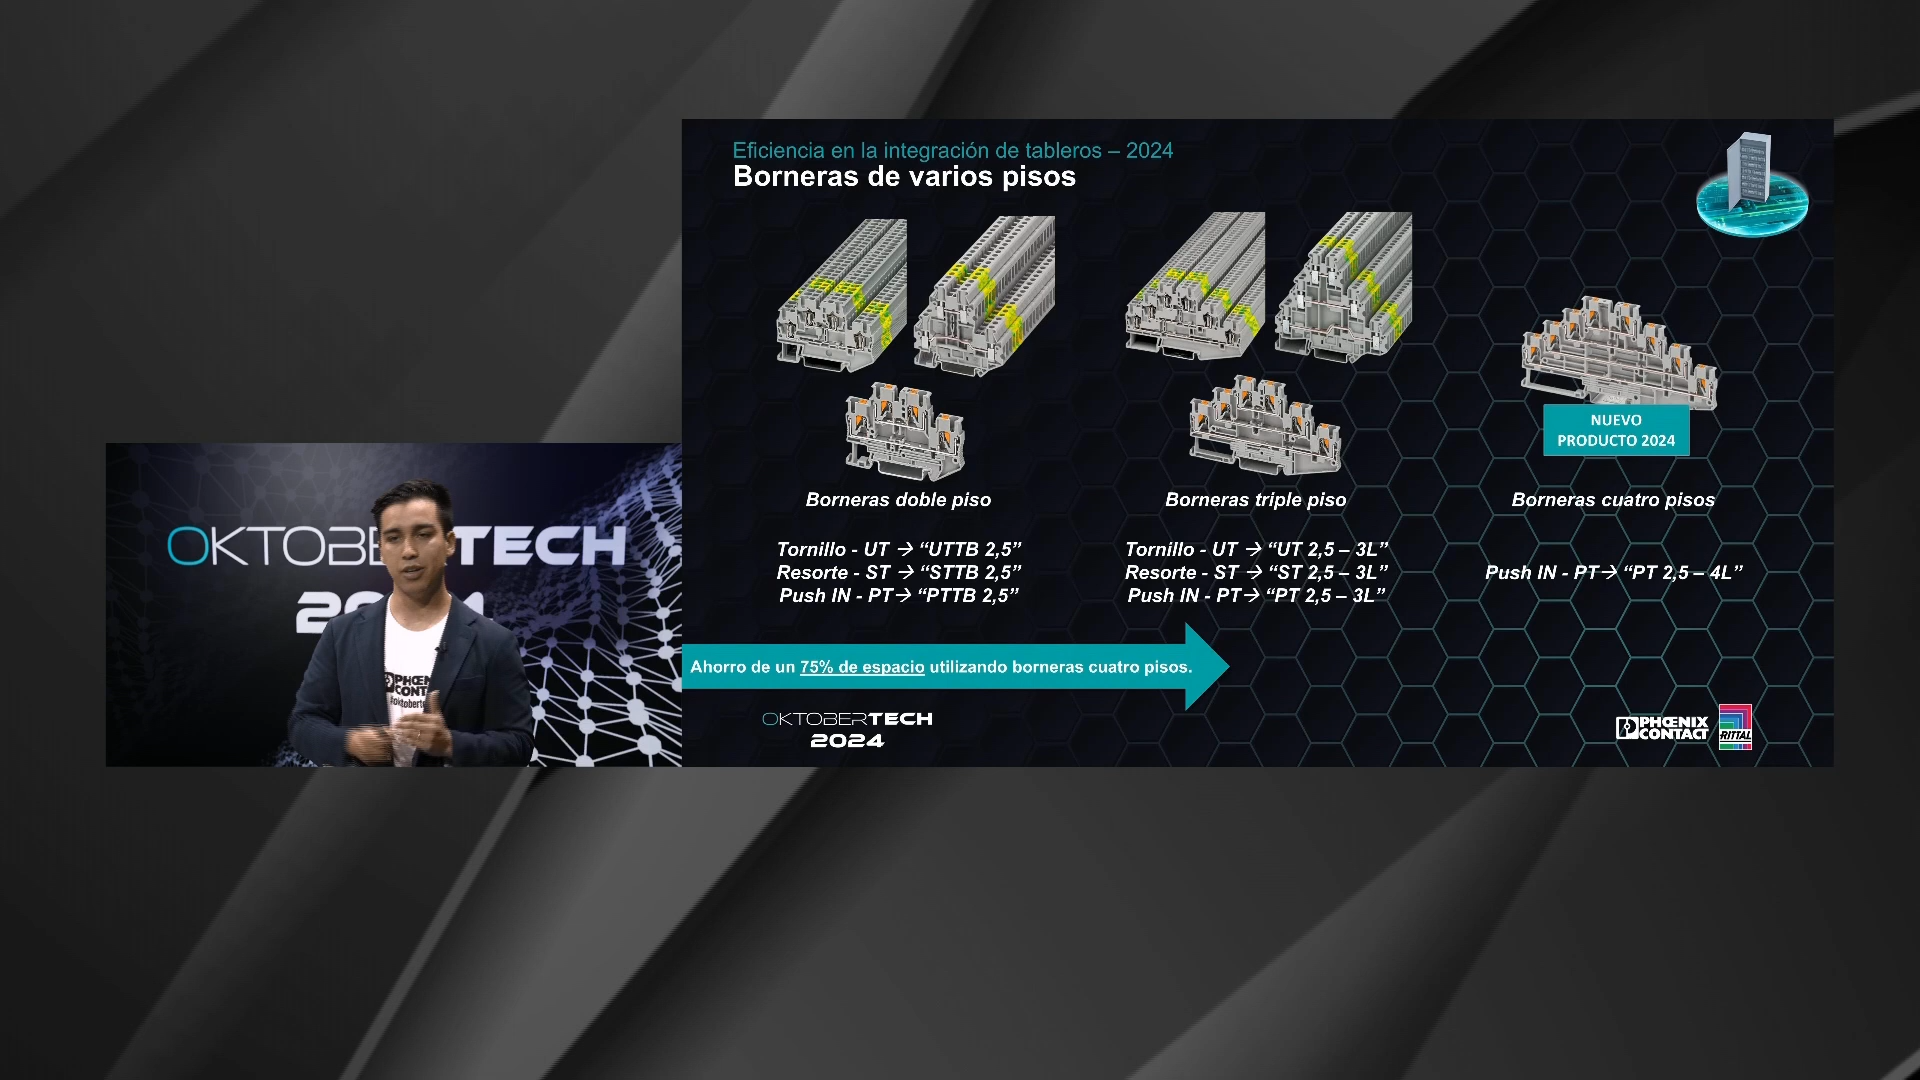 Eficiencia en la integración de tableros – 2024
Borneras de varios pisos
NUEVO
PRODUCTO 2024
Borneras doble piso
Tornillo - UT → “UTTB 2,5”
Resorte - ST → “STTB 2,5”
Push IN - PT→ “PTTB 2,5”
Borneras triple piso
Tornillo - UT → “UT 2,5 – 3L”
Resorte - ST → “ST 2,5 – 3L”
Push IN - PT→ “PT 2,5 – 3L”
Borneras cuatro pisos
Push IN - PT→ “PT 2,5 – 4L”
Ahorro de un 75% de espacio utilizando borneras cuatro pisos.
OKTOBERTECH
2024
PHŒNIX
CONTACT
RITTAL
OKTOBE TECH